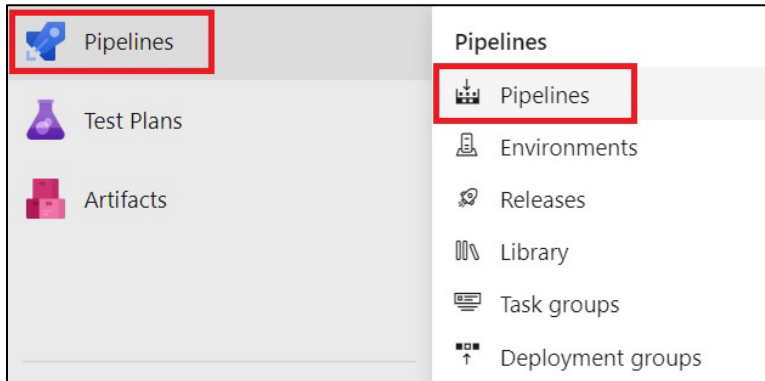 Pipelines
Test Plans
Artifacts
Pipelines
Pipelines
Environments
Releases
Library
Task groups
Deployment groups